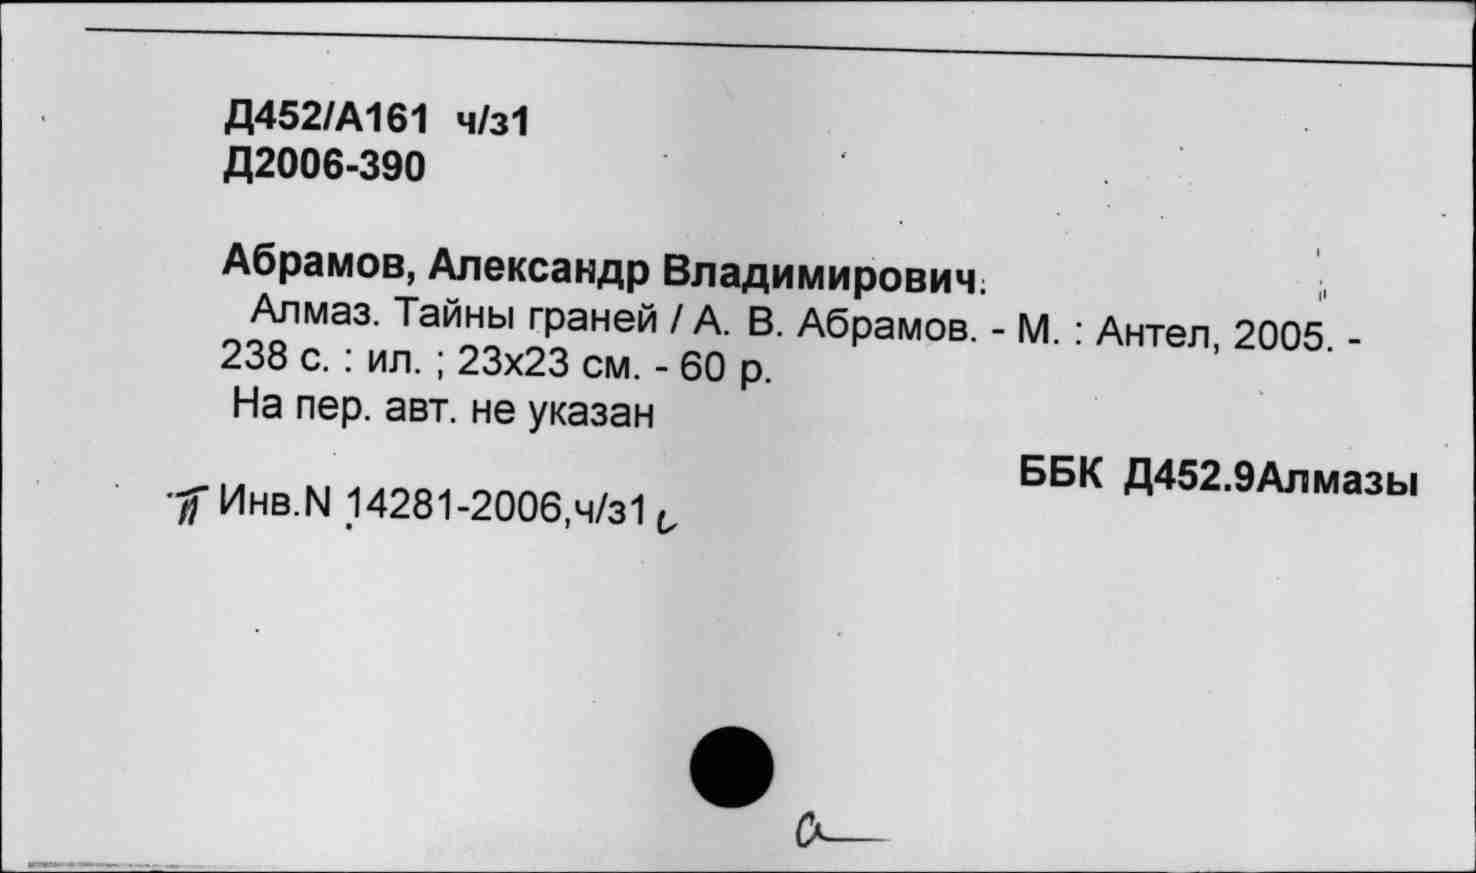 Д452/А161 ч/з1
Д2006-390
Абрамов, Александр Владимирович.
Алмаз. Тайны граней / А. В. Абрамов. - М. : Антел, 2005. -
238 с. : ил. ; 23х23 см. - 60 р.
На пер. авт. не указан
ББК Д452.9Алмазы
Инв.N 14281-2006,ч/з1